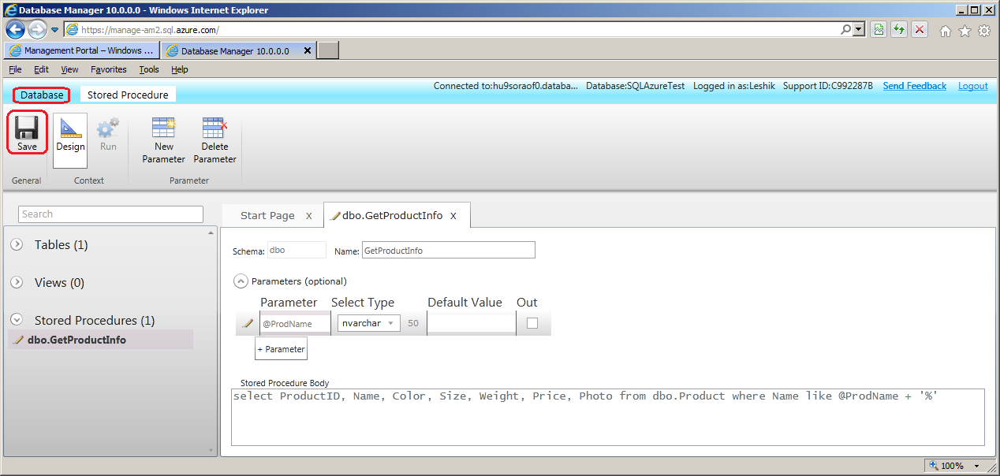 Database Manager 10.0.0.0 - Windows Internet Explorer
https://manage-am2.sql.azure.com/
Management Portal – Windows ...
Database Manager 10.0.0.0
File Edit View Favorites Tools Help
Database
Stored Procedure
Connected to:hu9soraof0.databa... Database:SQLAzureTest Logged in as:Leshik Support ID:C992287B Send Feedback Logout
Save
Design
Run
New Parameter
Delete Parameter
General
Context
Parameter
Search
Start Page X
dbo.GetProductInfo X
Tables (1)
Views (0)
Stored Procedures (1)
dbo.GetProductInfo
Schema: dbo Name: GetProductInfo
Parameters (optional)
Parameter Select Type Default Value Out
@ProdName nvarchar 50
+ Parameter
Stored Procedure Body
select ProductID, Name, Color, Size, Weight, Price, Photo from dbo.Product where Name like @ProdName + '%'
100%